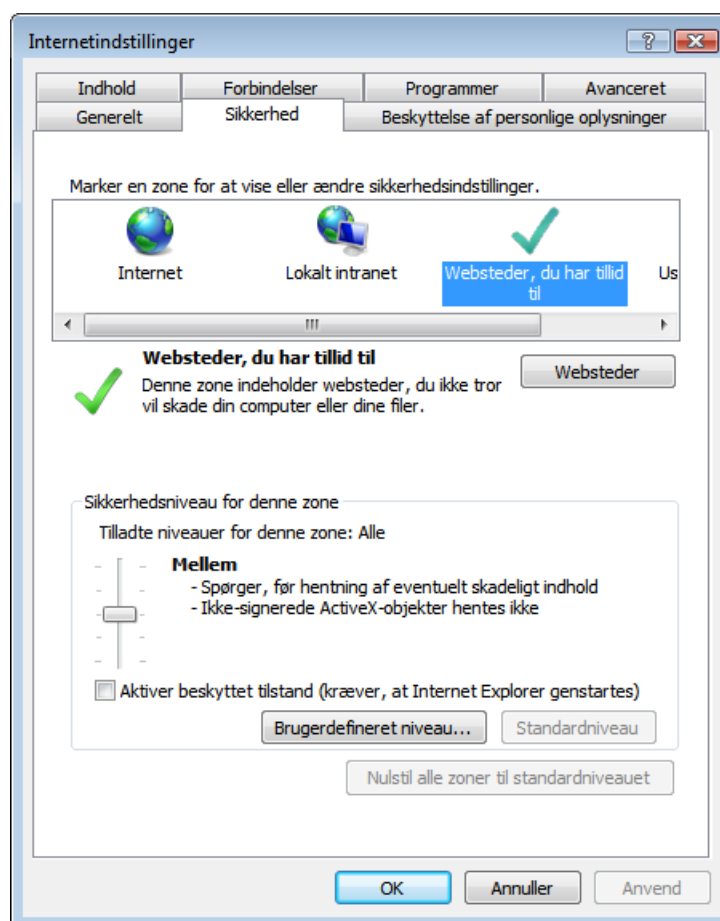 Internetindstillinger
Indhold
Forbindelser
Programmer
Avanceret
Generelt
Sikkerhed
Beskyttelse af personlige oplysninger
Marker en zone for at vise eller ændre sikkerhedsindstillinger.
Internet
Lokalt intranet
Websteder, du har tillid
til
Us
Websteder, du har tillid til
Denne zone indeholder websteder, du ikke tror
vil skade din computer eller dine filer.
Websteder
Sikkerhedsniveau for denne zone
Tilladte niveauer for denne zone: Alle
Mellem
- Spørger, før hentning af eventuelt skadeligt indhold
- Ikke-signerede ActiveX-objekter hentes ikke
Aktiver beskyttet tilstand (kræver, at Internet Explorer genstartes)
Brugerdefineret niveau...
Standardniveau
Nulstil alle zoner til standardniveauet
OK
Annuller
Anvend